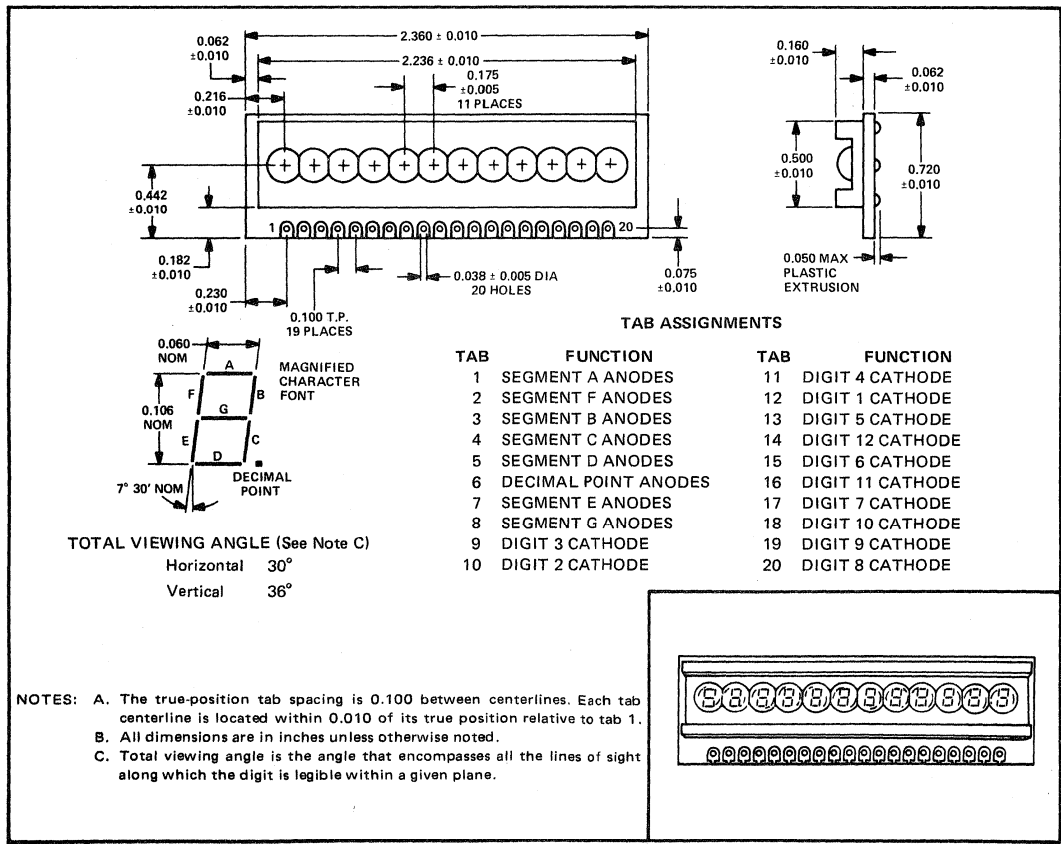 2.360 ± 0.010
2.236 ± 0.010
0.062
±0.010
0.175
±0.005
11 PLACES
0.216
±0.010
0.442
±0.010
0.182
±0.010
0.230
±0.010
1
20
0.100 T.P.
19 PLACES
0.038 ± 0.005 DIA
20 HOLES
0.075
±0.010
0.160
±0.010
0.062
±0.010
0.500
±0.010
0.720
±0.010
0.050 MAX
PLASTIC
EXTRUSION
0.060
NOM
A
F
B
G
E
C
D
0.106
NOM
MAGNIFIED
CHARACTER
FONT
DECIMAL
POINT
7° 30′ NOM
TOTAL VIEWING ANGLE (See Note C)
Horizontal 30°
Vertical 36°
TAB ASSIGNMENTS
TAB FUNCTION TAB FUNCTION
1 SEGMENT A ANODES 11 DIGIT 4 CATHODE
2 SEGMENT F ANODES 12 DIGIT 1 CATHODE
3 SEGMENT B ANODES 13 DIGIT 5 CATHODE
4 SEGMENT C ANODES 14 DIGIT 12 CATHODE
5 SEGMENT D ANODES 15 DIGIT 6 CATHODE
6 DECIMAL POINT ANODES 16 DIGIT 11 CATHODE
7 SEGMENT E ANODES 17 DIGIT 7 CATHODE
8 SEGMENT G ANODES 18 DIGIT 10 CATHODE
9 DIGIT 3 CATHODE 19 DIGIT 9 CATHODE
10 DIGIT 2 CATHODE 20 DIGIT 8 CATHODE
NOTES: A. The true-position tab spacing is 0.100 between centerlines. Each tab
centerline is located within 0.010 of its true position relative to tab 1.
B. All dimensions are in inches unless otherwise noted.
C. Total viewing angle is the angle that encompasses all the lines of sight
along which the digit is legible within a given plane.